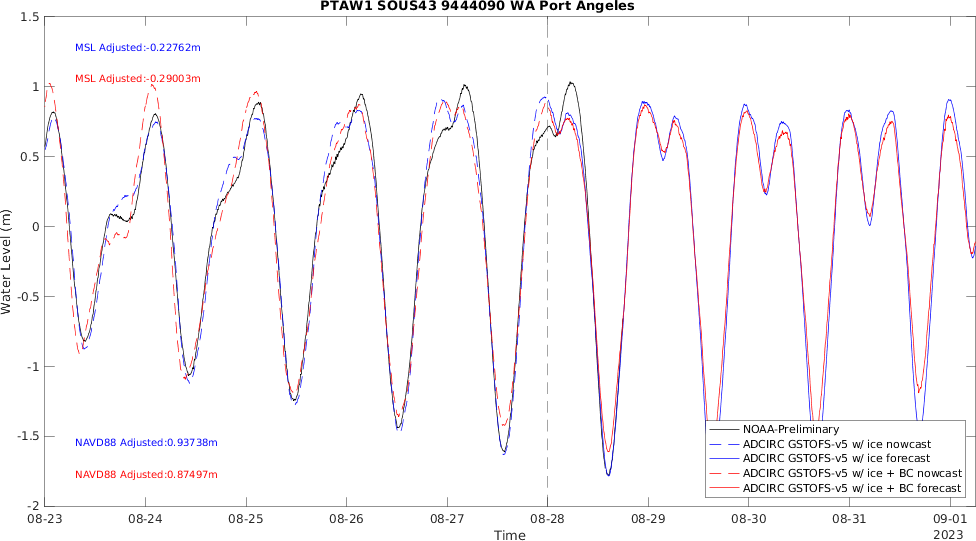 PTAW1 SOUS43 9444090 WA Port Angeles
Water Level (m)
1.5
1
0.5
0
-0.5
-1
-1.5
-2
MSL Adjusted:-0.22762m
MSL Adjusted:-0.29003m
NAVD88 Adjusted:0.93738m
NAVD88 Adjusted:0.87497m
NOAA-Preliminary
ADCIRC GSTOFS-v5 w/ ice nowcast
ADCIRC GSTOFS-v5 w/ ice forecast
ADCIRC GSTOFS-v5 w/ ice + BC nowcast
ADCIRC GSTOFS-v5 w/ ice + BC forecast
08-23 08-24 08-25 08-26 08-27 08-28 08-29 08-30 08-31 09-01
Time
2023